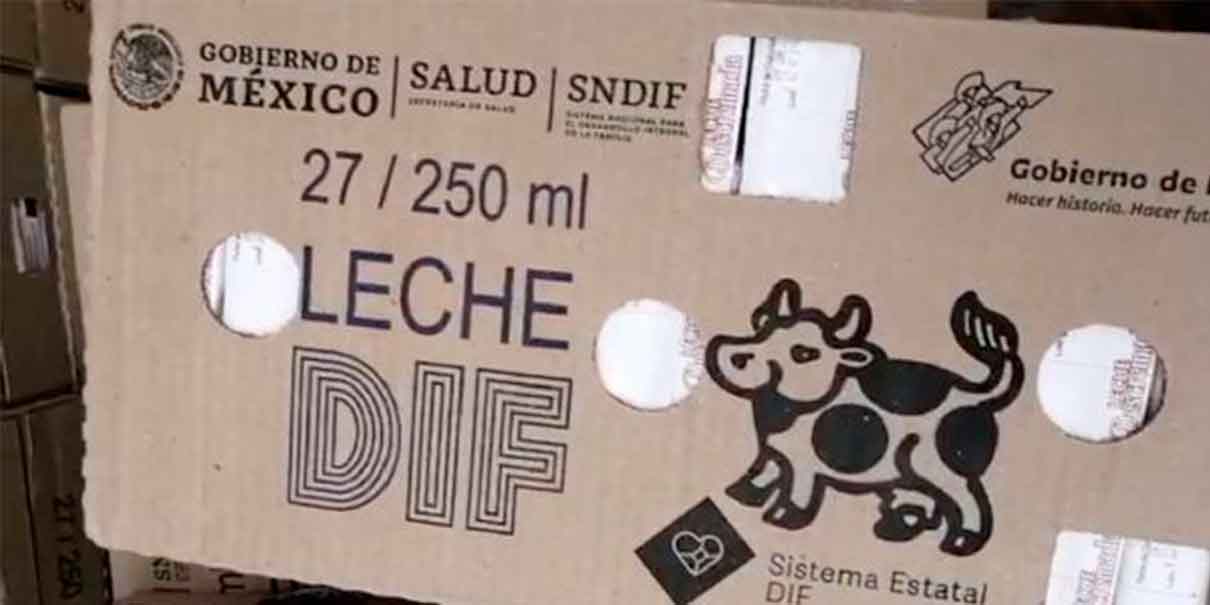 GOBIERNO DE
MÉXICO
SALUD
SECRETARÍA DE SALUD
SNDIF
SISTEMA NACIONAL PARA
EL DESARROLLO INTEGRAL
DE LA FAMILIA
Gobierno de
Hacer historia. Hacer fut
27 / 250 ml
LECHE
DIF
Sistema Estatal
DIF